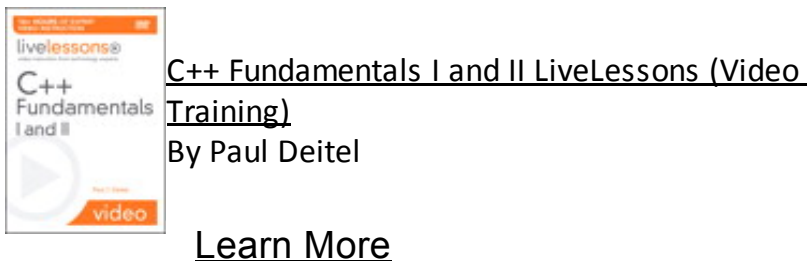 livelessons®
C++
Fundamentals
I and II
video
C++ Fundamentals I and II LiveLessons (Video
Training)
By Paul Deitel
Learn More